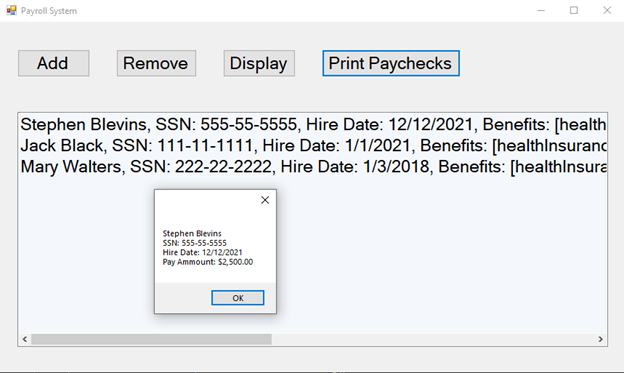 Payroll System
Add Remove Display Print Paychecks
Stephen Blevins, SSN: 555-55-5555, Hire Date: 12/12/2021, Benefits: [health
Jack Black, SSN: 111-11-1111, Hire Date: 1/1/2021, Benefits: [healthInsuranc
Mary Walters, SSN: 222-22-2222, Hire Date: 1/3/2018, Benefits: [healthInsura
Stephen Blevins
SSN: 555-55-5555
Hire Date: 12/12/2021
Pay Ammount: $2,500.00
OK